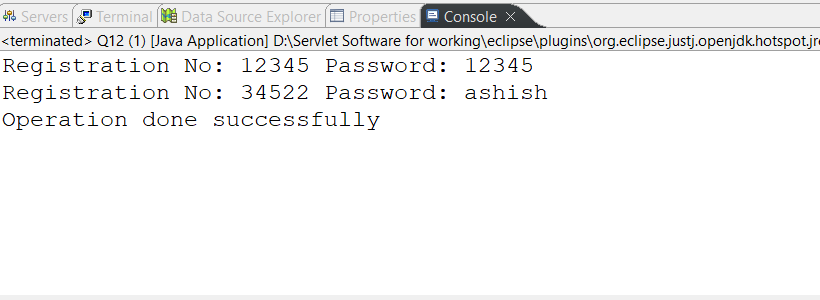 Servers Terminal Data Source Explorer Properties Console
<terminated> Q12 (1) [Java Application] D:\Servlet Software for working\eclipse\plugins\org.eclipse.justj.openjdk.hotspot.jre
Registration No: 12345 Password: 12345
Registration No: 34522 Password: ashish
Operation done successfully